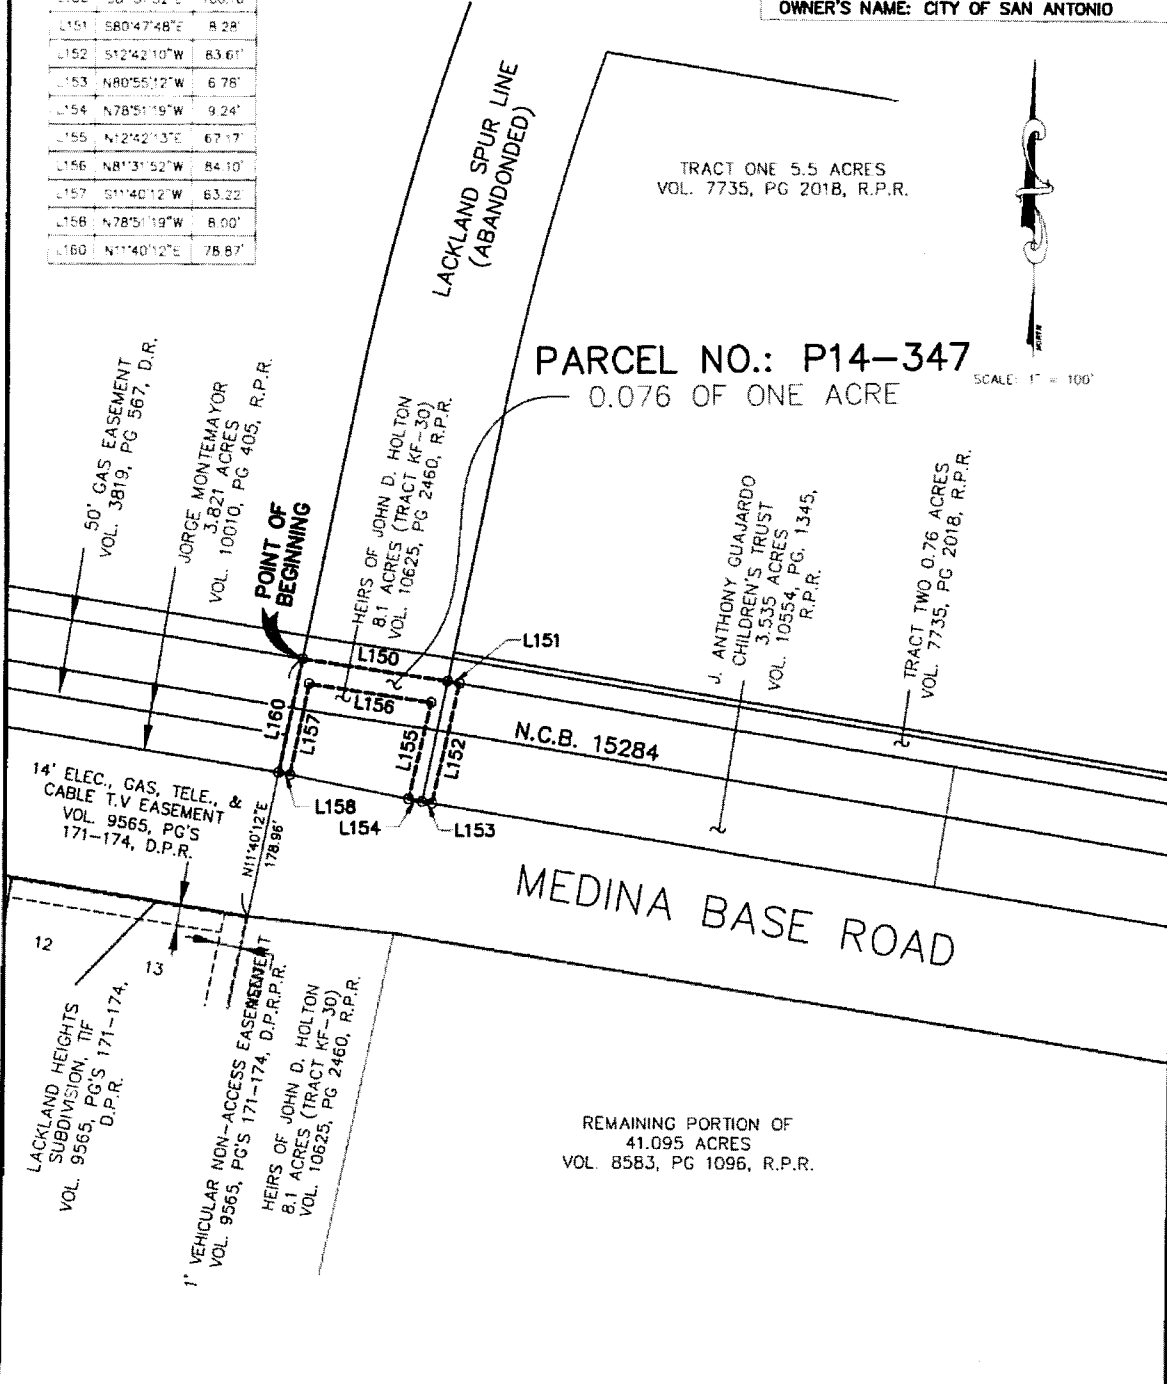 OWNER'S NAME: CITY OF SAN ANTONIO
L151 S80°47'48"E 8.28'
L152 S12°42'10"W 83.61'
L153 N80°55'12"W 6.78'
L154 N78°51'19"W 9.24'
L155 N12°42'13"E 67.17'
L156 N81°31'52"W 84.10'
L157 S11°40'12"W 63.22'
L158 N78°51'19"W 8.00'
L160 N11°40'12"E 78.87'
LACKLAND SPUR LINE
(ABANDONDED)
TRACT ONE 5.5 ACRES
VOL. 7735, PG 2018, R.P.R.
NORTH
SCALE: 1" = 100'
PARCEL NO.: P14-347
0.076 OF ONE ACRE
50' GAS EASEMENT
VOL. 3819, PG 567, D.R.
JORGE MONTEMAYOR
3.821 ACRES
VOL. 10010, PG 405, R.P.R.
POINT OF
BEGINNING
HEIRS OF JOHN D. HOLTON
8.1 ACRES (TRACT KF-30)
VOL. 10625, PG 2460, R.P.R.
J. ANTHONY GUAJARDO
CHILDREN'S TRUST
3.535 ACRES
VOL. 10554, PG. 1345,
R.P.R.
TRACT TWO 0.76 ACRES
VOL. 7735, PG 2018, R.P.R.
L151
L150
L156
L160
L157
L155
L152
N.C.B. 15284
L158
L154
L153
14' ELEC., GAS, TELE., &
CABLE T.V EASEMENT
VOL. 9565, PG'S
171-174, D.P.R.
N11°40'12"E
178.96'
MEDINA BASE ROAD
12
13
LACKLAND HEIGHTS
SUBDIVISION, TIF
VOL. 9565, PG'S 171-174,
D.P.R.
1' VEHICULAR NON-ACCESS EASEMENT
VOL. 9565, PG'S 171-174, D.P.R.P.R.
HEIRS OF JOHN D. HOLTON
8.1 ACRES (TRACT KF-30)
VOL. 10625, PG 2460, R.P.R.
REMAINING PORTION OF
41.095 ACRES
VOL. 8583, PG 1096, R.P.R.